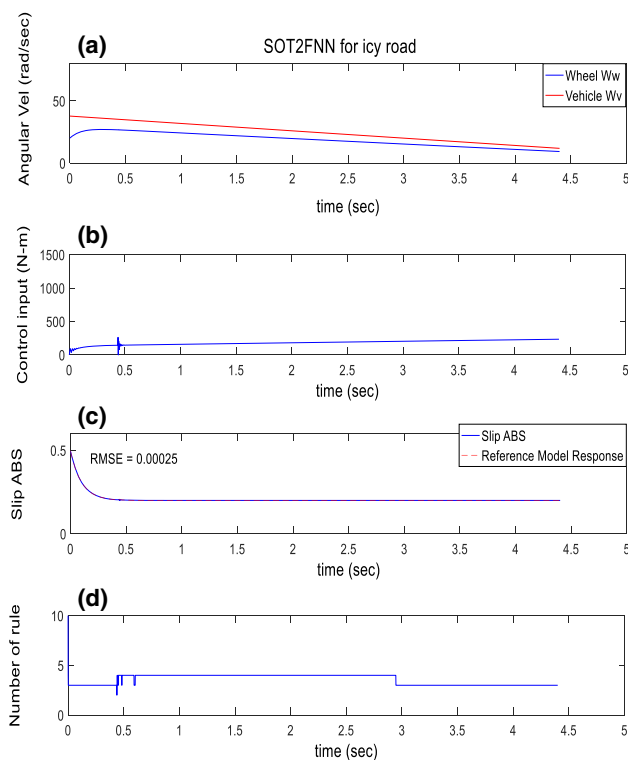 (a)
SOT2FNN for icy road
Angular Vel (rad/sec)
50
0
Wheel Ww
Vehicle Wv
0 0.5 1 1.5 2 2.5 3 3.5 4 4.5 5
time (sec)
(b)
Control input (N-m)
1500
1000
500
0
0 0.5 1 1.5 2 2.5 3 3.5 4 4.5 5
time (sec)
(c)
Slip ABS
0.5
0
RMSE = 0.00025
Slip ABS
Reference Model Response
0 0.5 1 1.5 2 2.5 3 3.5 4 4.5 5
time (sec)
(d)
Number of rule
10
5
0
0 0.5 1 1.5 2 2.5 3 3.5 4 4.5 5
time (sec)